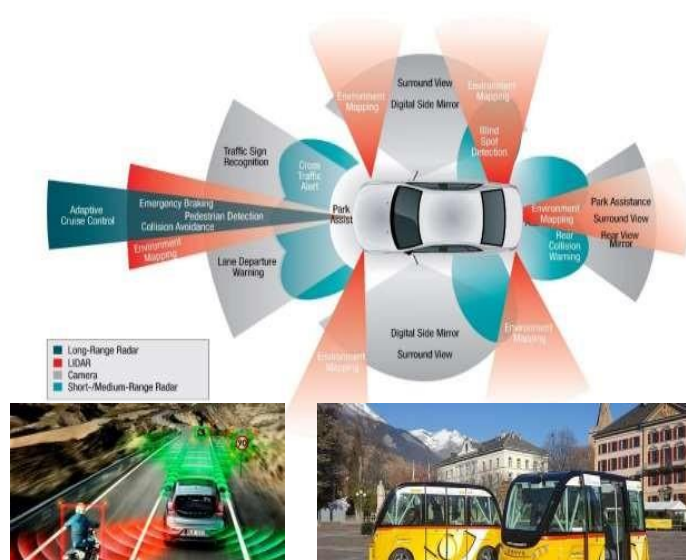 Environment
Mapping
Surround View
Digital Side Mirror
Environment
Mapping
Blind
Spot
Detection
Traffic Sign
Recognition
Cross
Traffic
Alert
Adaptive
Cruise Control
Emergency Braking
Pedestrian Detection
Collision Avoidance
Environment
Mapping
Park
Assist
Lane Departure
Warning
Environment
Mapping
Park Assistance
Surround View
Rear View
Mirror
Rear
Collision
Warning
Digital Side Mirror
Surround View
Environment
Mapping
Environment
Mapping
Long-Range Radar
LIDAR
Camera
Short-/Medium-Range Radar
90